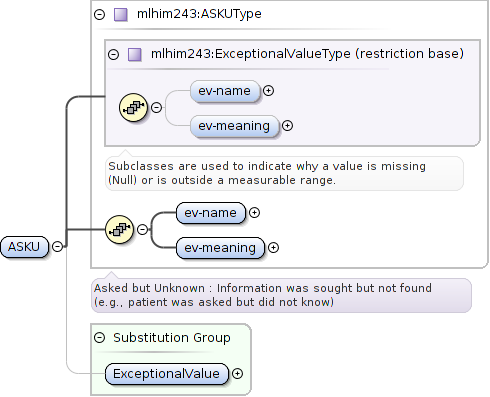 mlhim243:ASKUType
mlhim243:ExceptionalValueType (restriction base)
ev-name
ev-meaning
Subclasses are used to indicate why a value is missing
(Null) or is outside a measurable range.
ev-name
ASKU
ev-meaning
Asked but Unknown : Information was sought but not found
(e.g., patient was asked but did not know)
Substitution Group
ExceptionalValue